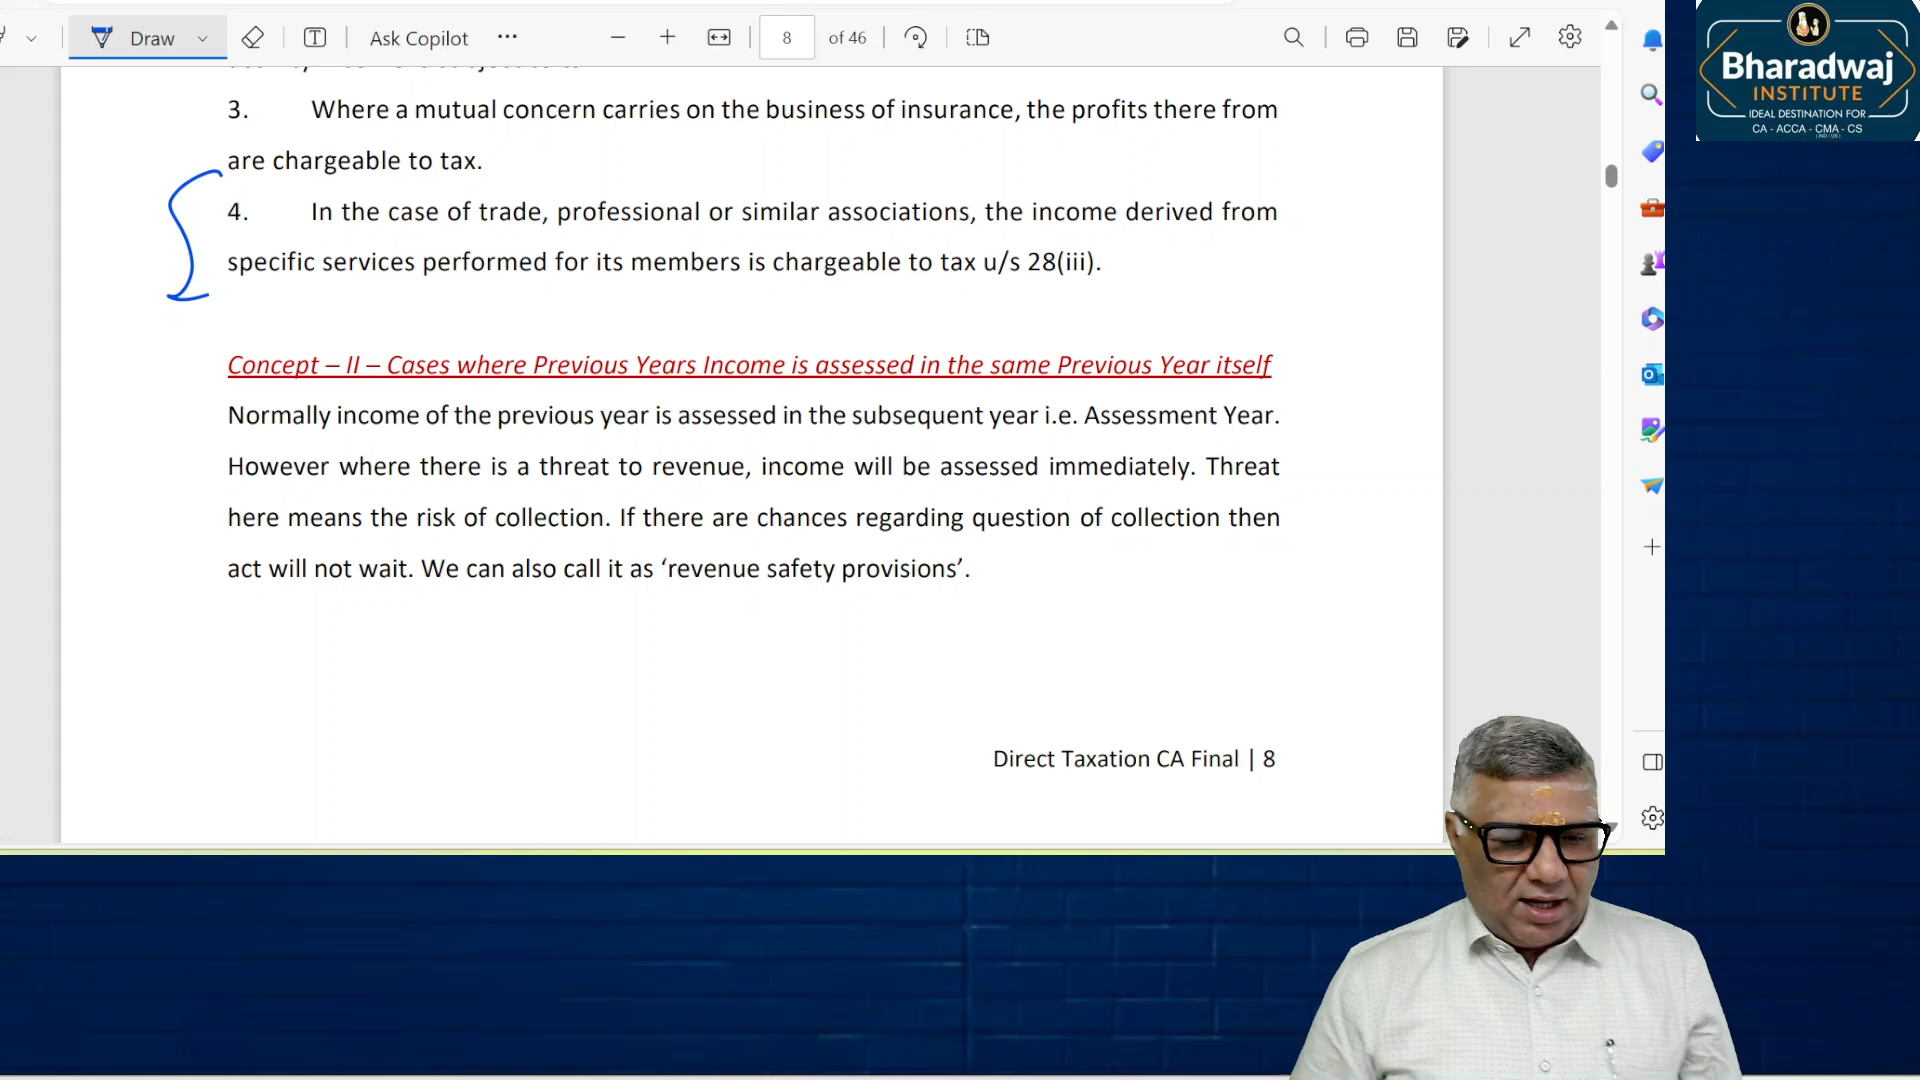 Draw
Ask Copilot
8
of 46
Bharadwaj
INSTITUTE
IDEAL DESTINATION FOR
CA - ACCA - CMA - CS
3. Where a mutual concern carries on the business of insurance, the profits there from
are chargeable to tax.
4. In the case of trade, professional or similar associations, the income derived from
specific services performed for its members is chargeable to tax u/s 28(iii).
Concept – II – Cases where Previous Years Income is assessed in the same Previous Year itself
Normally income of the previous year is assessed in the subsequent year i.e. Assessment Year.
However where there is a threat to revenue, income will be assessed immediately. Threat
here means the risk of collection. If there are chances regarding question of collection then
act will not wait. We can also call it as ‘revenue safety provisions’.
Direct Taxation CA Final | 8